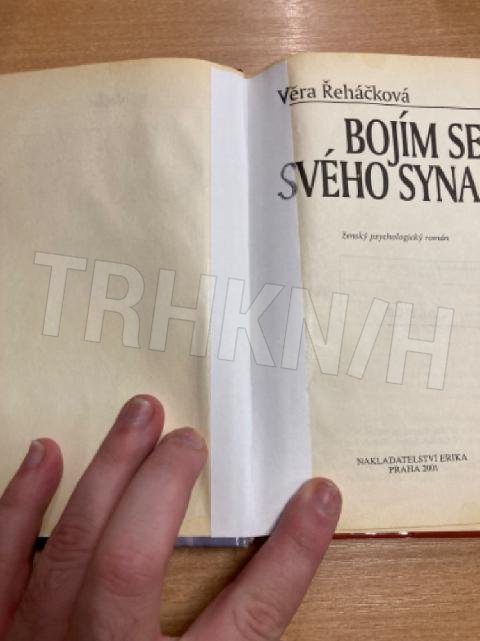 Věra Řeháčková
BOJÍM SE
SVÉHO SYNA
ženský psychologický román
TRHKNIH
NAKLADATELSTVÍ ERIKA
PRAHA 2001